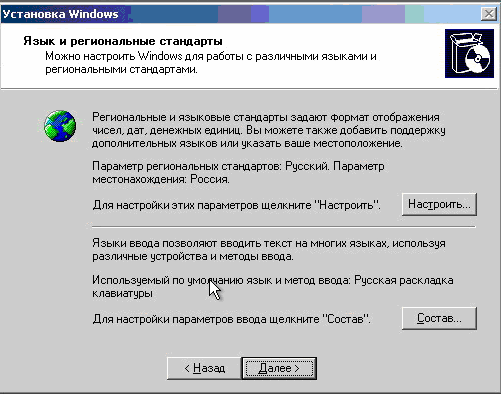 Установка Windows
Язык и региональные стандарты
Можно настроить Windows для работы с различными языками и
региональными стандартами.
Региональные и языковые стандарты задают формат отображения
чисел, дат, денежных единиц. Вы можете также добавить поддержку
дополнительных языков или указать ваше местоположение.
Параметр региональных стандартов: Русский. Параметр
местонахождения: Россия.
Для настройки этих параметров щелкните "Настроить".
Настроить...
Языки ввода позволяют вводить текст на многих языках, используя
различные устройства и методы ввода.
Используемый по умолчанию язык и метод ввода: Русская раскладка
клавиатуры
Для настройки параметров ввода щелкните "Состав".
Состав...
< Назад
Далее >